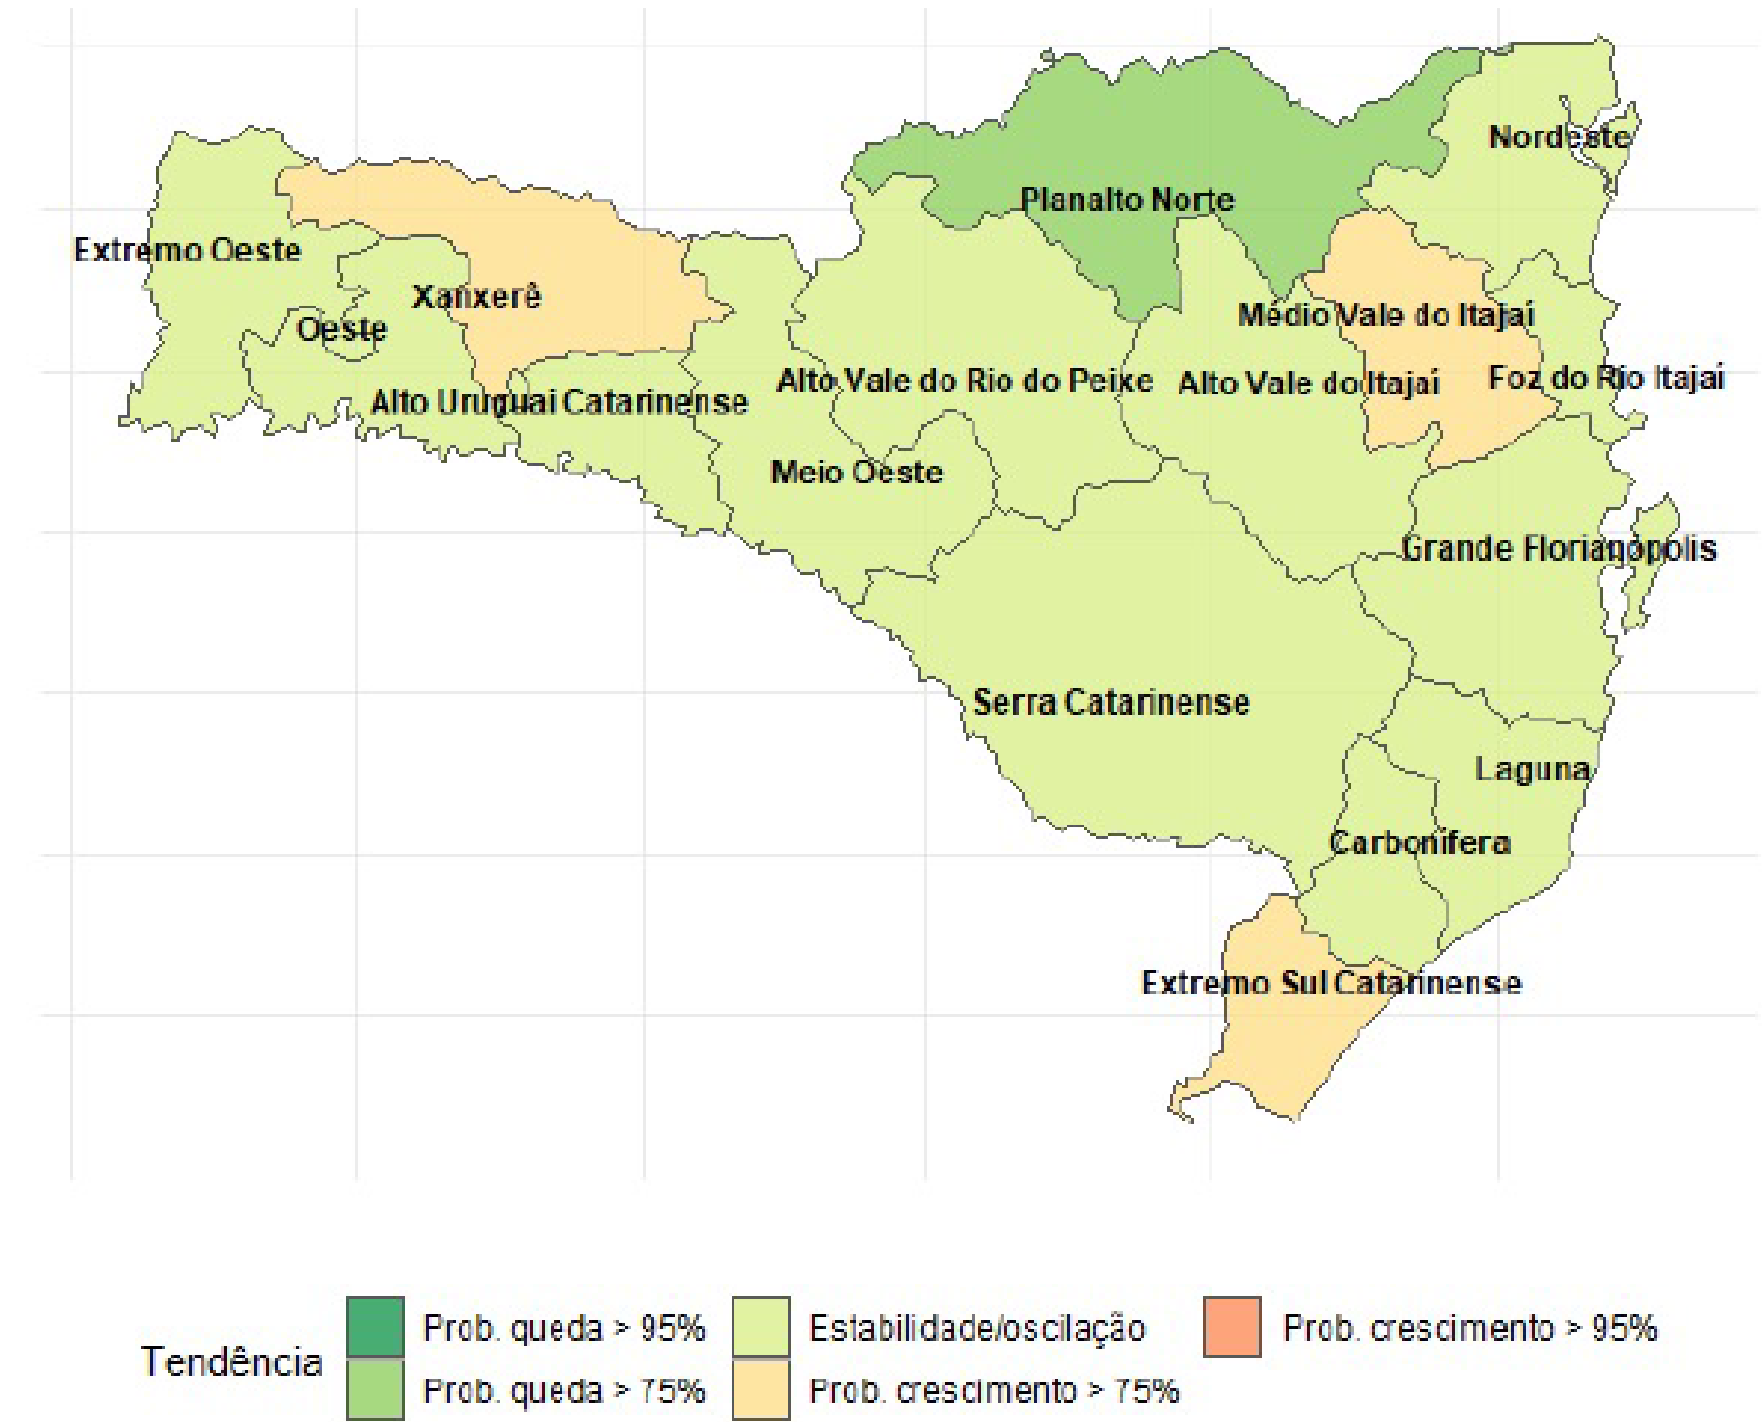 Nordeste
Planalto Norte
Extremo Oeste
Xanxerê
Oeste
Médio Vale do Itajaí
Alto Vale do Rio do Peixe
Alto Vale do Itajaí
Foz do Rio Itajaí
Alto Uruguai Catarinense
Meio Oeste
Grande Florianópolis
Serra Catarinense
Laguna
Carbonífera
Extremo Sul Catarinense
Tendência
Prob. queda > 95%
Prob. queda > 75%
Estabilidade/oscilação
Prob. crescimento > 75%
Prob. crescimento > 95%